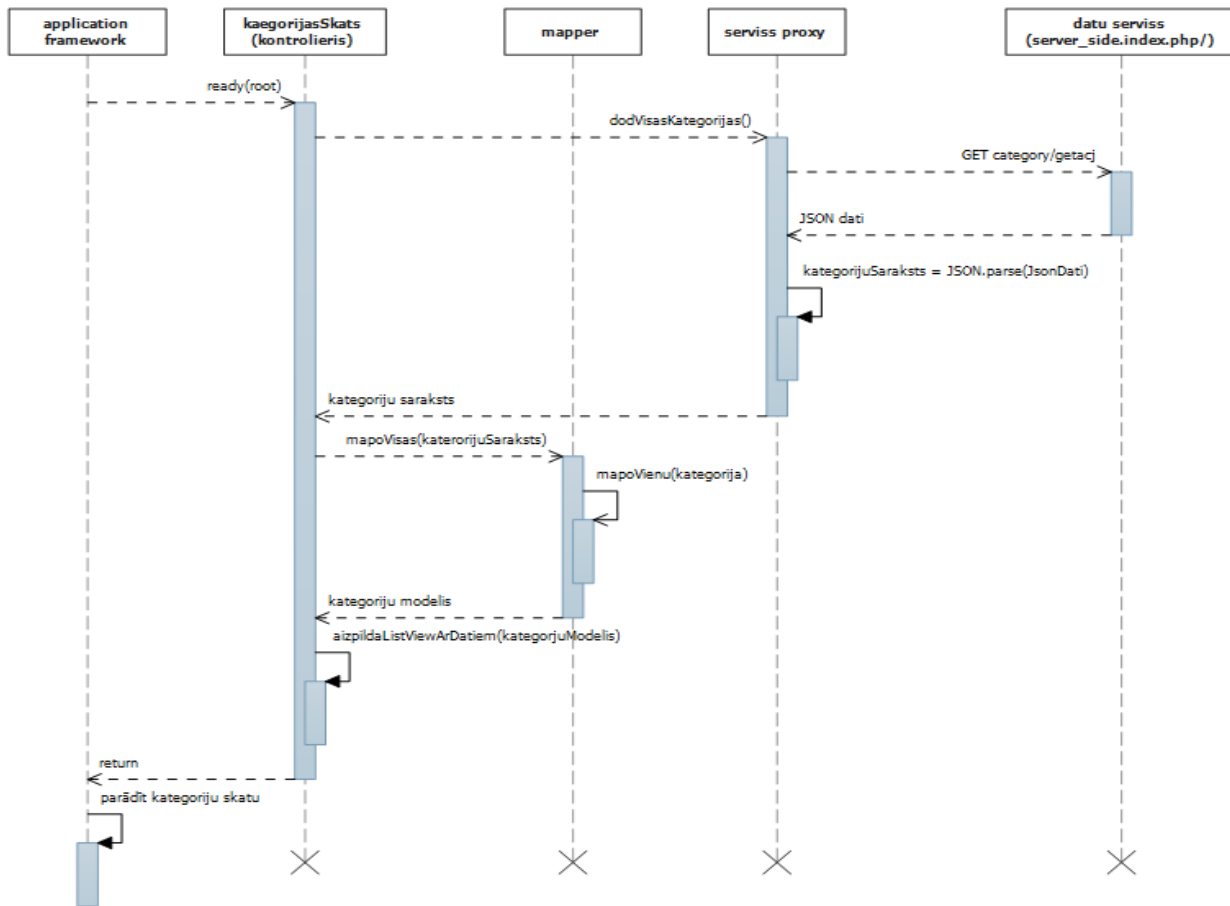 application
framework
kaegorijasSkats
(kontrolieris)
mapper
serviss proxy
datu serviss
(server_side.index.php/)
ready(root)
dodVisasKategorijas()
GET category/getacj
JSON dati
kategorijuSaraksts = JSON.parse(JsonDati)
kategoriju saraksts
mapoVisas(katerorijuSaraksts)
mapoVienu(kategorija)
kategoriju modelis
aizpildaListViewArDatiem(kategorjuModelis)
return
parādīt kategoriju skatu